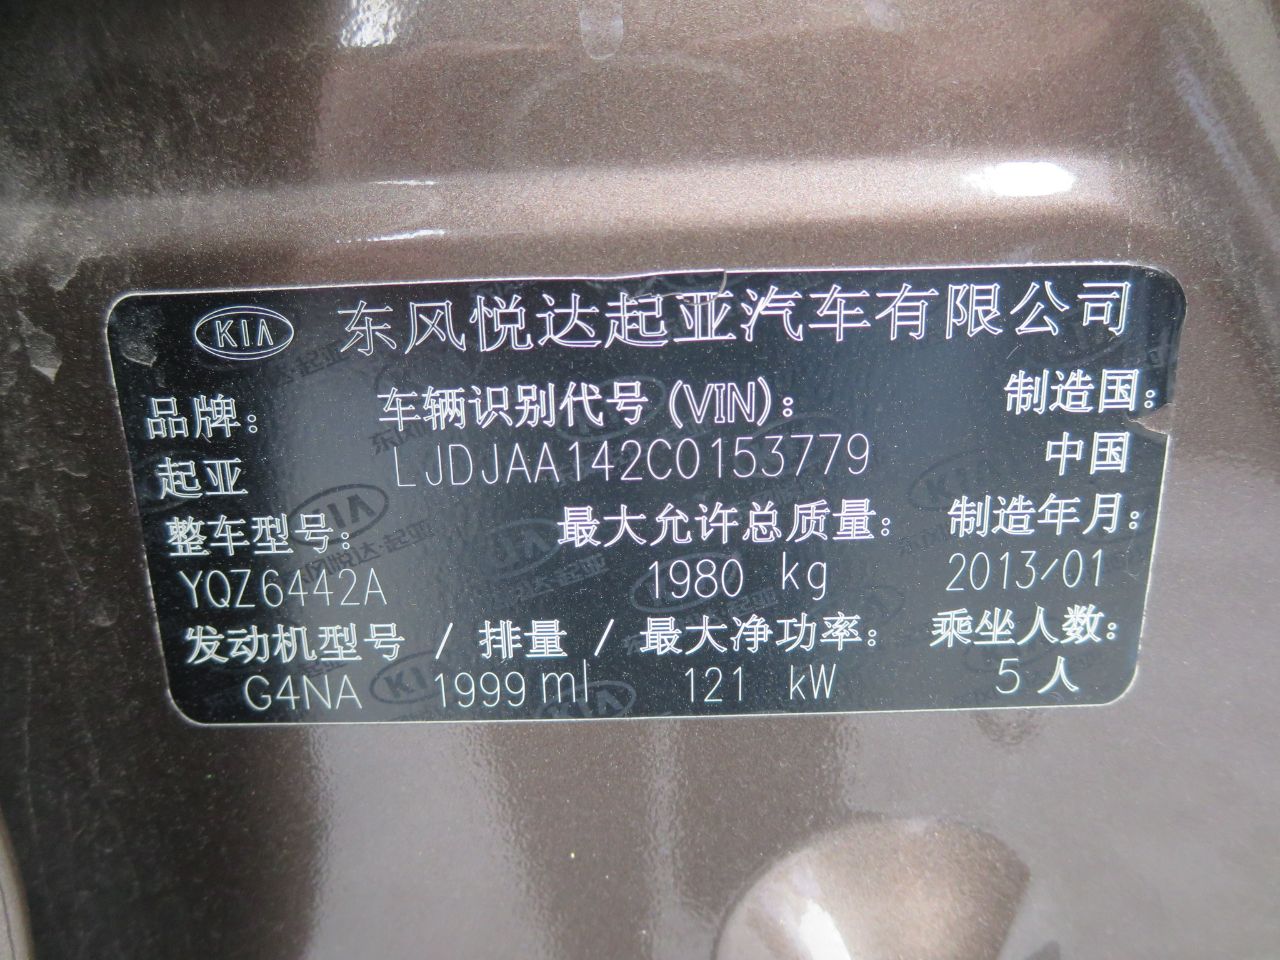 KIA 东风悦达起亚汽车有限公司
品牌： 车辆识别代号(VIN)： 制造国：
起亚 LJDJAA142C0153779 中国
整车型号： 最大允许总质量： 制造年月：
YQZ6442A 1980 kg 2013/01
发动机型号 / 排量 / 最大净功率： 乘坐人数：
G4NA 1999ml 121 kW 5人